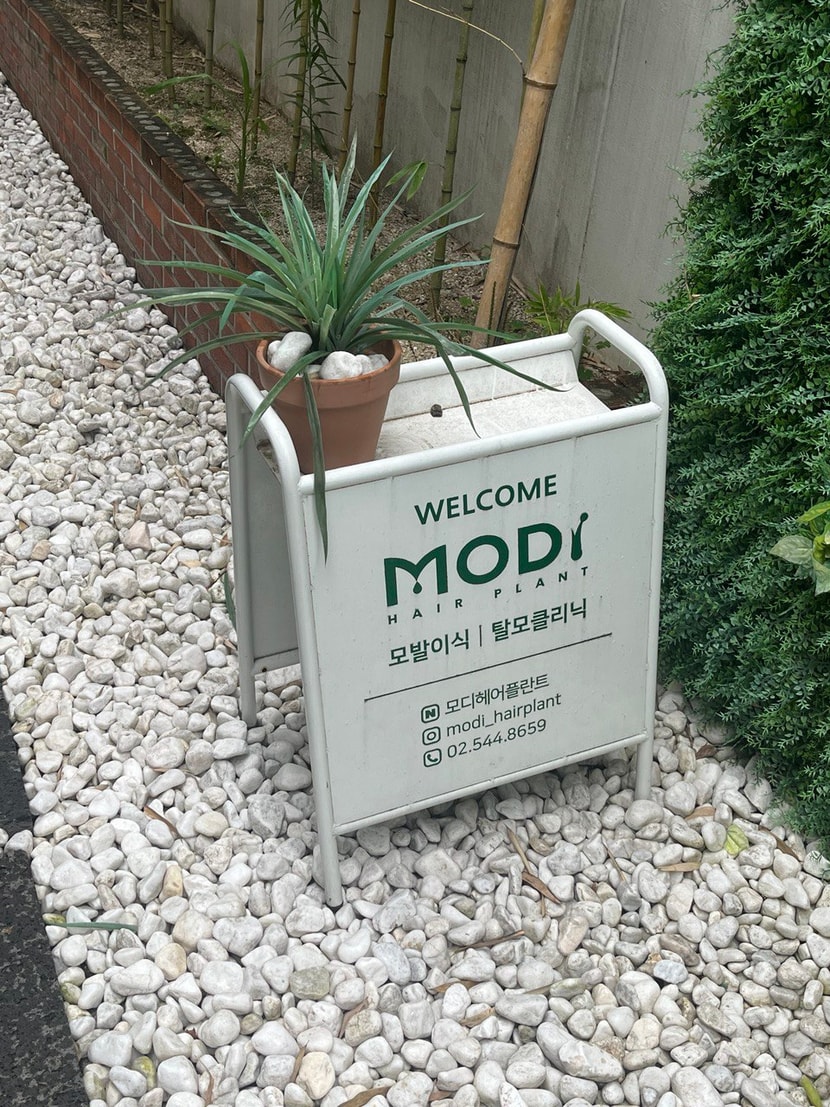 WELCOME
MODi
HAIR PLANT
모발이식 | 탈모클리닉
N 모디헤어플란트
modi_hairplant
02.544.8659